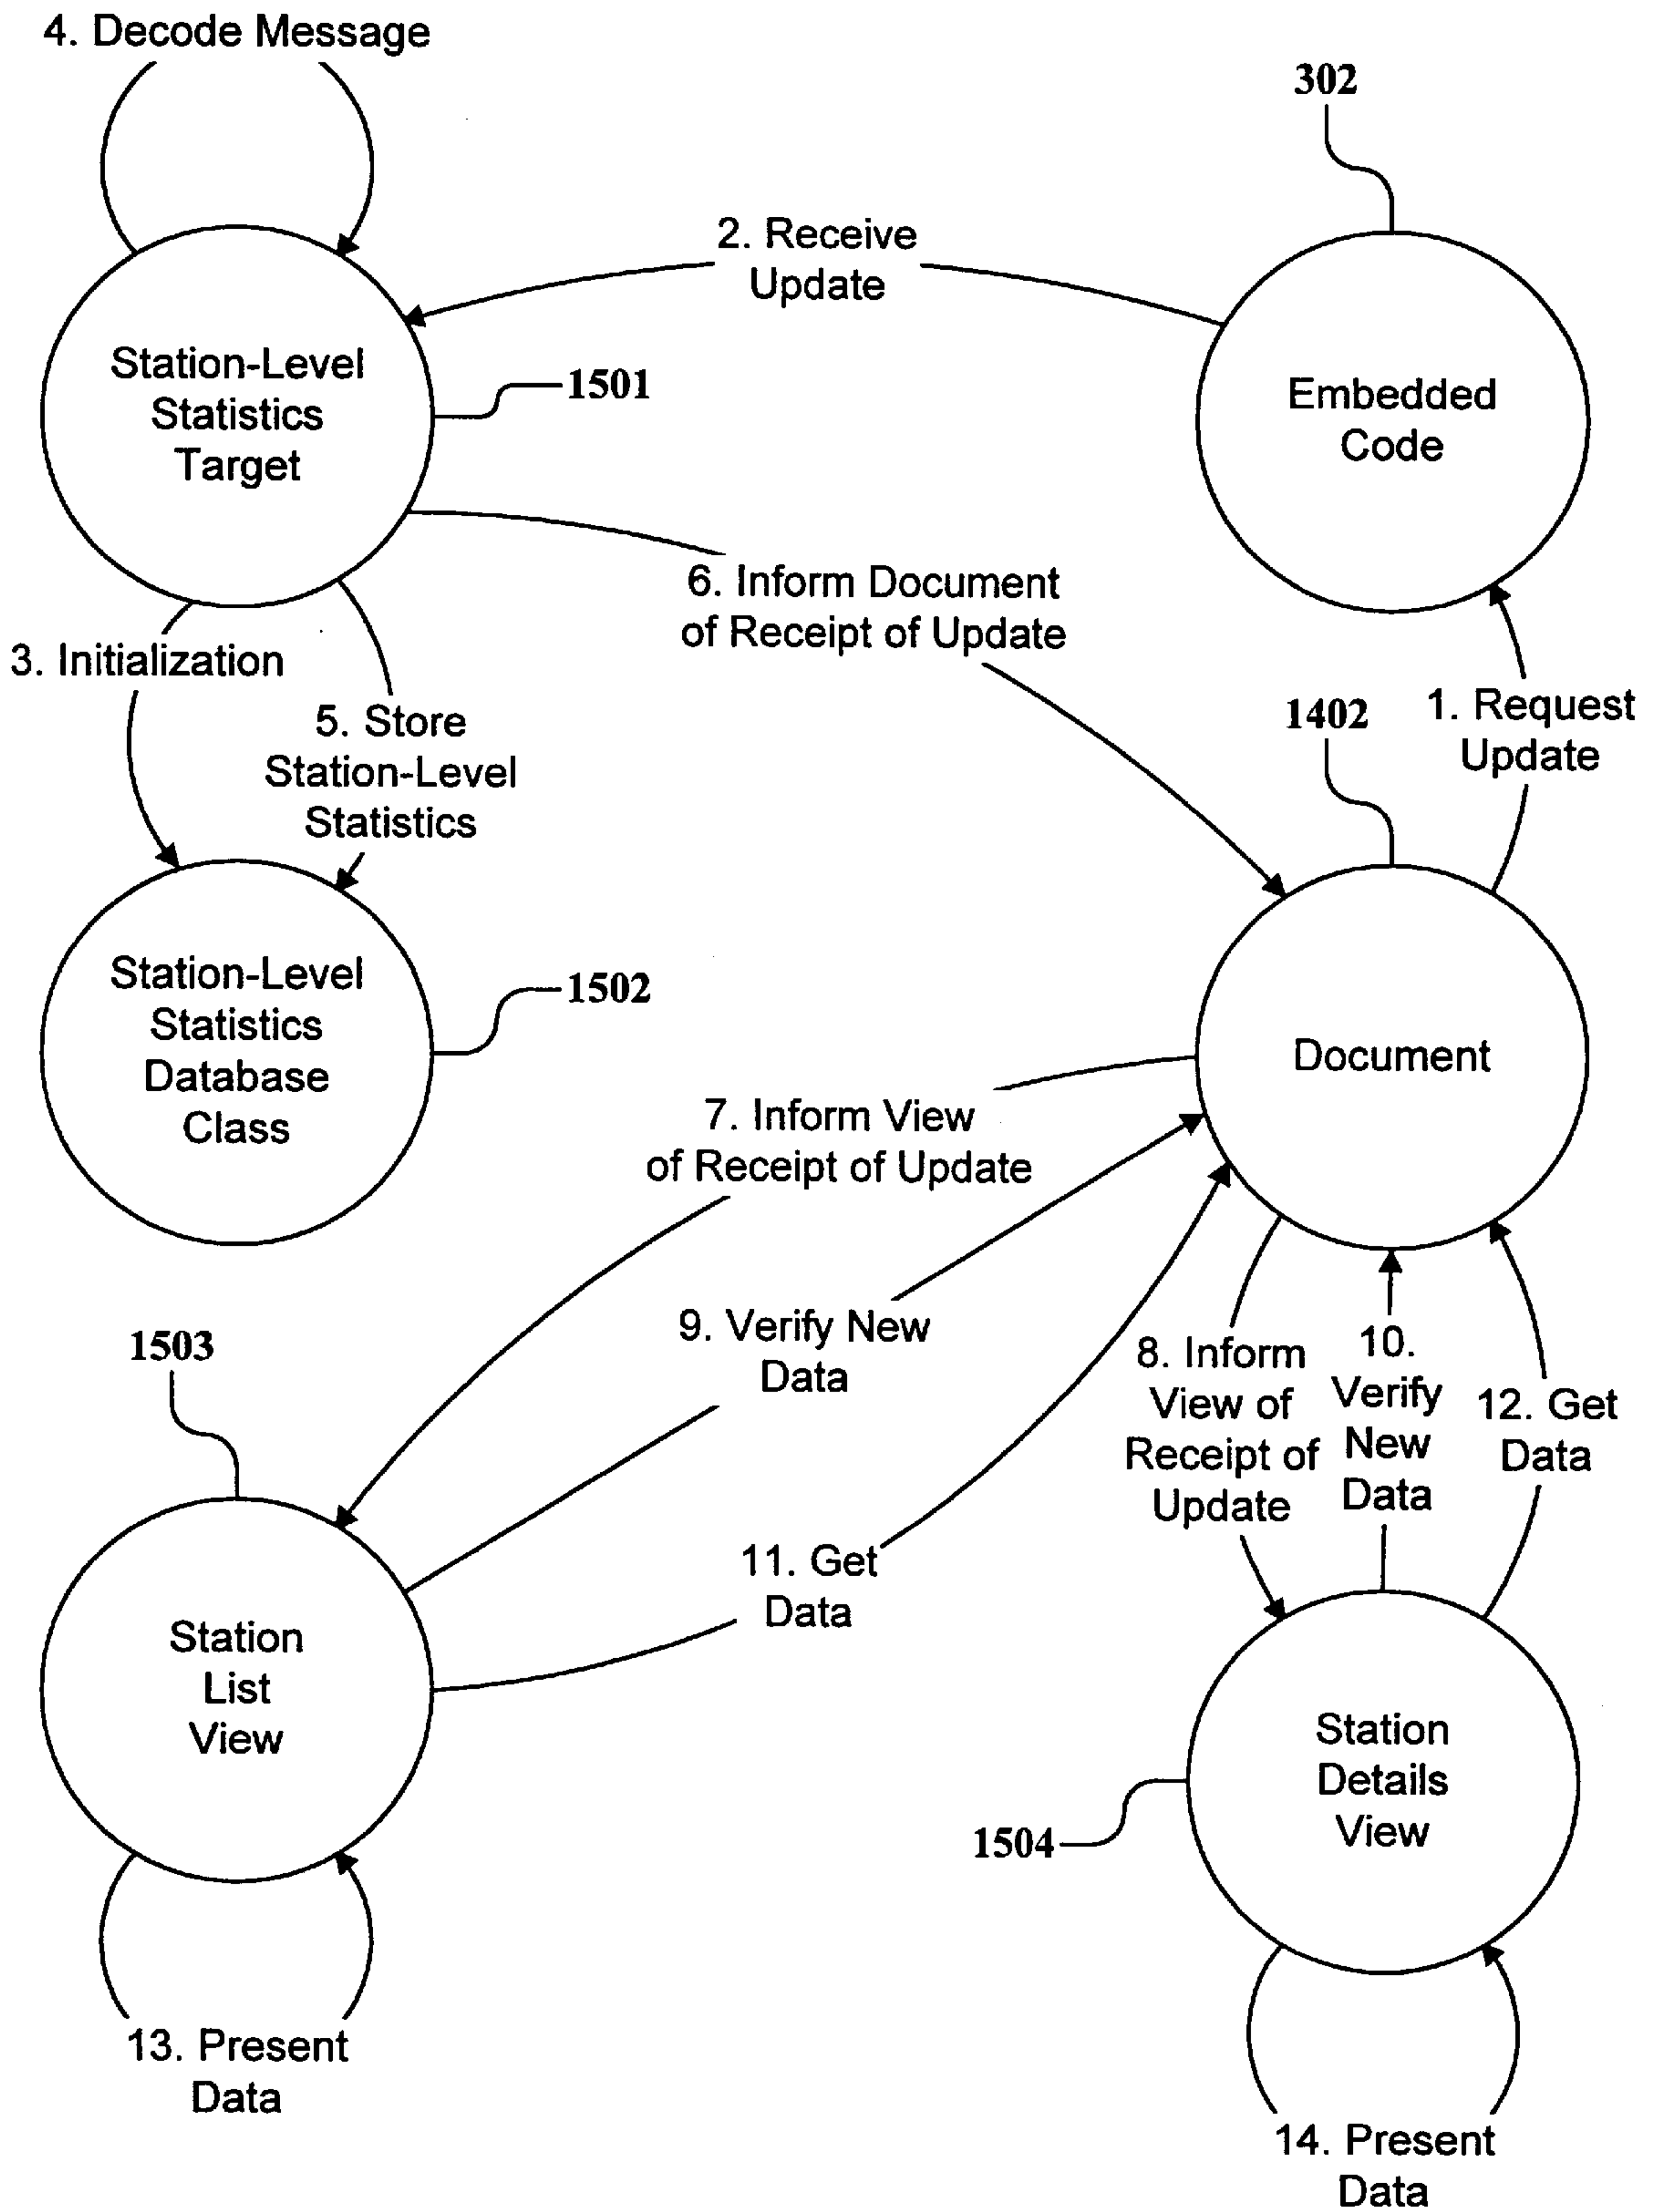 4. Decode Message
302
2. Receive
Update
Station-Level
Statistics
Target
1501
Embedded
Code
6. Inform Document
of Receipt of Update
3. Initialization
5. Store
Station-Level
Statistics
1402
1. Request
Update
Station-Level
Statistics
Database
Class
1502
Document
7. Inform View
of Receipt of Update
9. Verify New
Data
1503
8. Inform
View of
Receipt of
Update
10.
Verify
New
Data
12. Get
Data
11. Get
Data
Station
List
View
Station
Details
View
1504
13. Present
Data
14. Present
Data